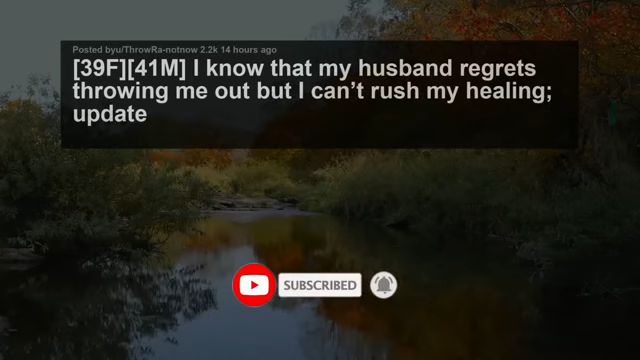 Posted byu/ThrowRa-notnow 2.2k 14 hours ago
[39F][41M] I know that my husband regrets
throwing me out but I can’t rush my healing;
update
SUBSCRIBED